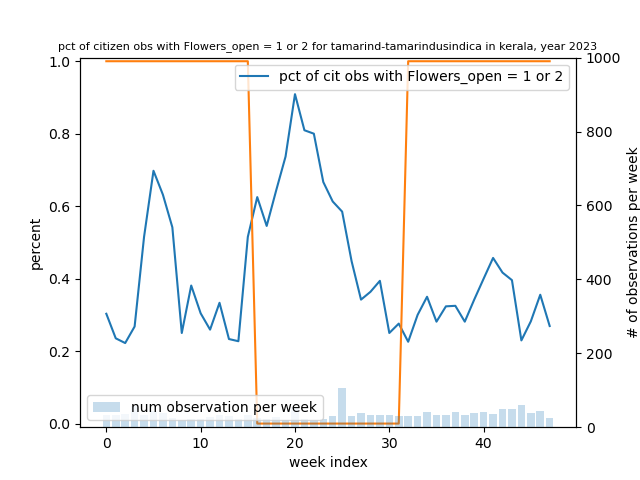 pct of citizen obs with Flowers_open = 1 or 2 for tamarind-tamarindusindica in kerala, year 2023
pct of cit obs with Flowers_open = 1 or 2
num observation per week
percent
1.0
0.8
0.6
0.4
0.2
0.0
0 10 20 30 40
week index
1000
800
600
400
200
0
# of observations per week